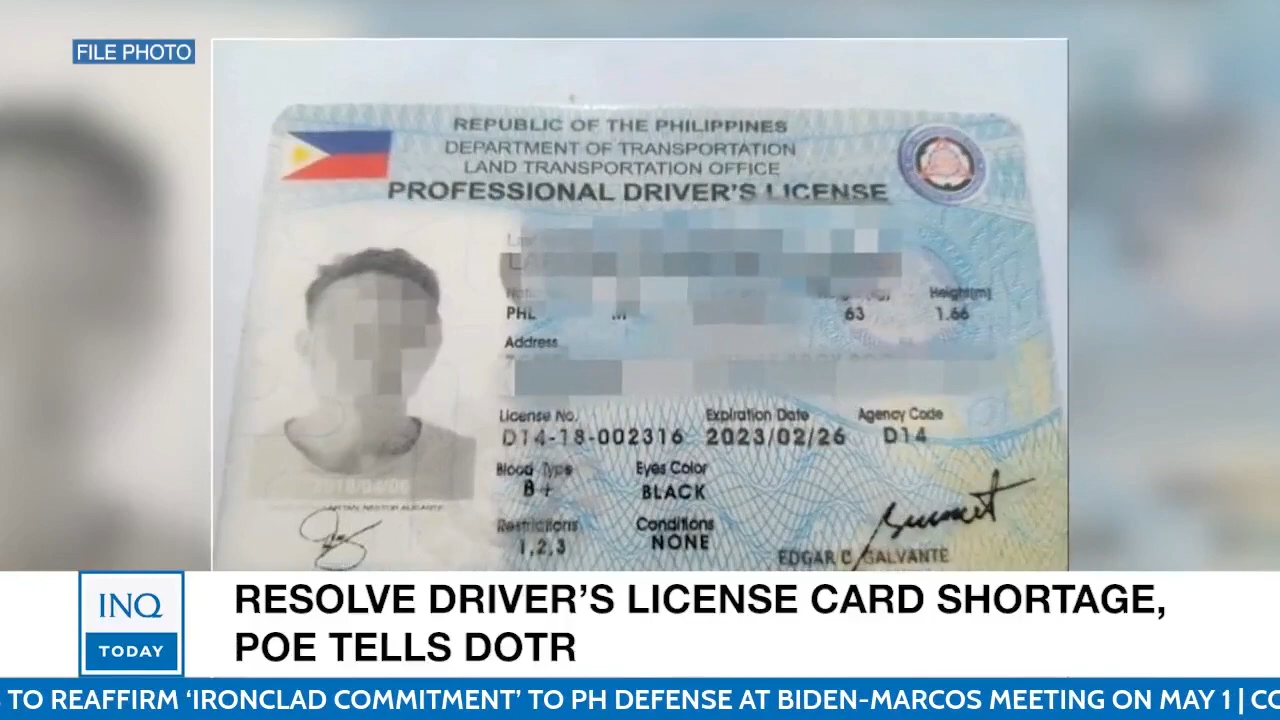 FILE PHOTO
REPUBLIC OF THE PHILIPPINES
DEPARTMENT OF TRANSPORTATION
LAND TRANSPORTATION OFFICE
PROFESSIONAL DRIVER'S LICENSE
Height(m)
PHL 63 1.66
Address
License No. Expiration Date Agency Code
D14-18-002316 2023/02/26 D14
Blood Type Eyes Color
B+ BLACK
Restrictions Conditions
1,2,3 NONE
EDGAR C. GALVANTE
INQ
TODAY
RESOLVE DRIVER’S LICENSE CARD SHORTAGE,
POE TELLS DOTR
TO REAFFIRM ‘IRONCLAD COMMITMENT’ TO PH DEFENSE AT BIDEN-MARCOS MEETING ON MAY 1 |